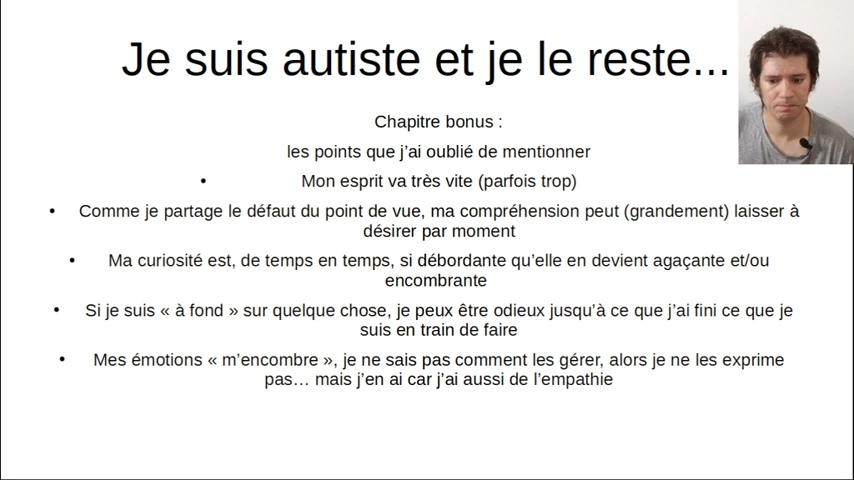 Je suis autiste et je le reste...
Chapitre bonus :
les points que j'ai oublié de mentionner
• Mon esprit va très vite (parfois trop)
• Comme je partage le défaut du point de vue, ma compréhension peut (grandement) laisser à
désirer par moment
• Ma curiosité est, de temps en temps, si débordante qu'elle en devient agaçante et/ou
encombrante
• Si je suis « à fond » sur quelque chose, je peux être odieux jusqu'à ce que j'ai fini ce que je
suis en train de faire
• Mes émotions « m'encombre », je ne sais pas comment les gérer, alors je ne les exprime
pas… mais j'en ai car j'ai aussi de l'empathie